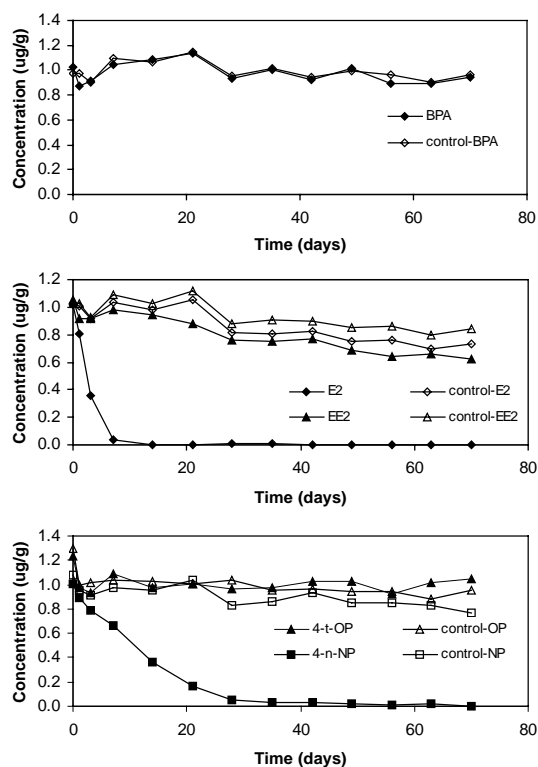 Concentration (ug/g)
1.4
1.2
1.0
0.8
0.6
0.4
0.2
0.0
BPA
control-BPA
0 20 40 60 80
Time (days)
Concentration (ug/g)
1.2
1.0
0.8
0.6
0.4
0.2
0.0
E2 control-E2
EE2 control-EE2
0 20 40 60 80
Time (days)
Concentration (ug/g)
1.4
1.2
1.0
0.8
0.6
0.4
0.2
0.0
4-t-OP control-OP
4-n-NP control-NP
0 20 40 60 80
Time (days)